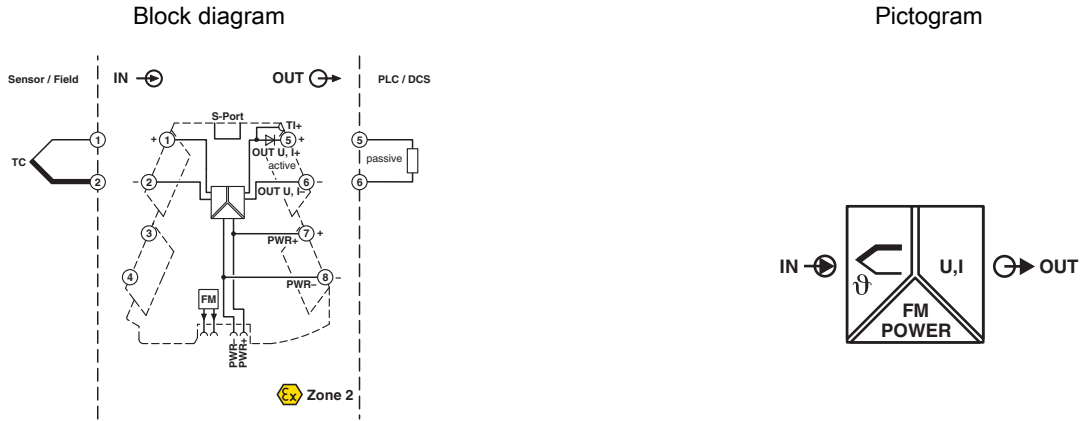 Block diagram
Pictogram
Sensor / Field
IN
OUT
PLC / DCS
S-Port
TI+
1
+ 1
5 +
5
OUT U, I+
active
TC
passive
2
– 2
6 –
6
OUT U, I–
3
7 +
PWR+
4
8 –
PWR–
FM
PWR–
PWR+
Ex Zone 2
IN
ϑ
U,I
OUT
FM
POWER